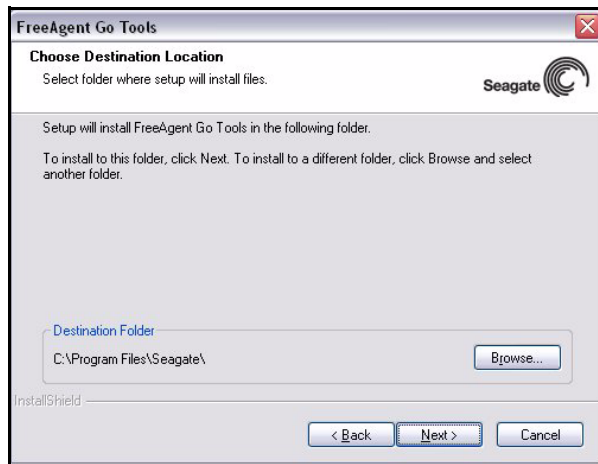 FreeAgent Go Tools
Choose Destination Location
Select folder where setup will install files.
Seagate
Setup will install FreeAgent Go Tools in the following folder.
To install to this folder, click Next. To install to a different folder, click Browse and select
another folder.
Destination Folder
C:\Program Files\Seagate\
Browse...
InstallShield
< Back
Next >
Cancel